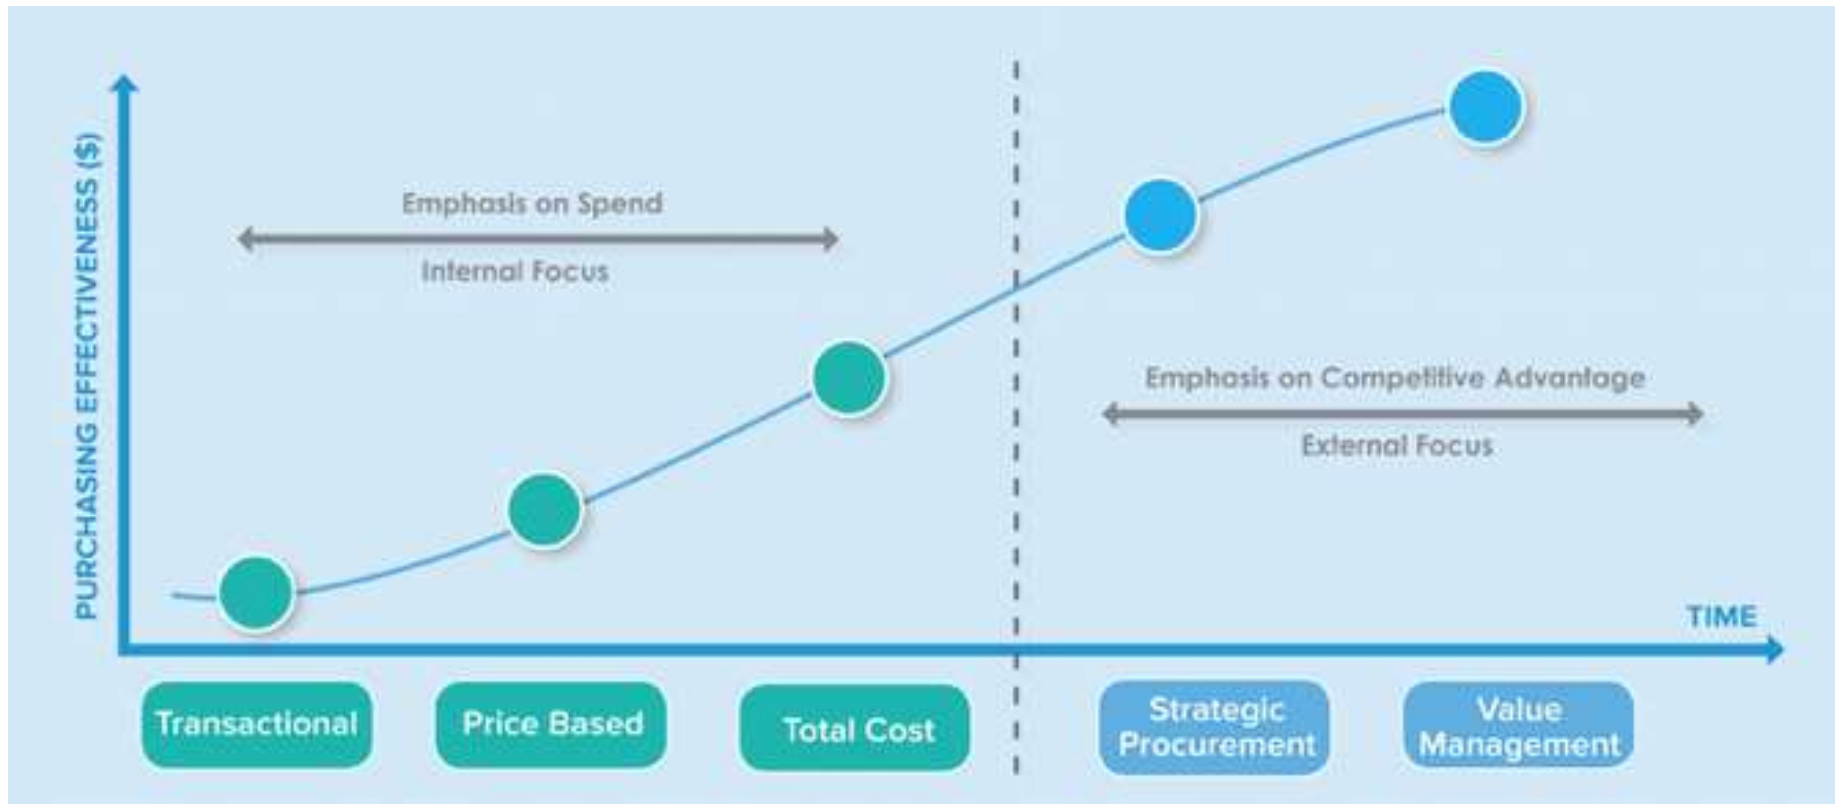 PURCHASING EFFECTIVENESS ($)
Emphasis on Spend
Internal Focus
Emphasis on Competitive Advantage
External Focus
TIME
Transactional
Price Based
Total Cost
Strategic
Procurement
Value
Management